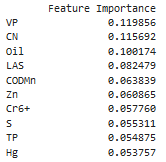 Feature Importance
VP 0.119856
CN 0.115692
Oil 0.100174
LAS 0.082479
CODMn 0.063839
Zn 0.060865
Cr6+ 0.057760
S 0.055311
TP 0.054875
Hg 0.053757